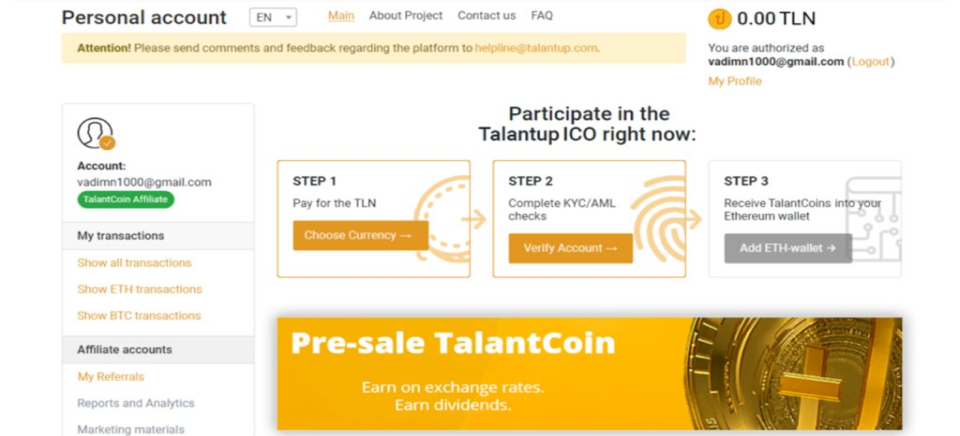 Personal account
EN
Main About Project Contact us FAQ
0.00 TLN
Attention! Please send comments and feedback regarding the platform to helpline@talantup.com.
You are authorized as
vadimn1000@gmail.com (Logout)
My Profile
Account:
vadimn1000@gmail.com
TalantCoin Affiliate
My transactions
Show all transactions
Show ETH transactions
Show BTC transactions
Affiliate accounts
My Referrals
Reports and Analytics
Marketing materials
Participate in the
Talantup ICO right now:
STEP 1
Pay for the TLN
Choose Currency →
STEP 2
Complete KYC/AML
checks
Verify Account →
STEP 3
Receive TalantCoins into your
Ethereum wallet
Add ETH-wallet →
Pre-sale TalantCoin
Earn on exchange rates.
Earn dividends.